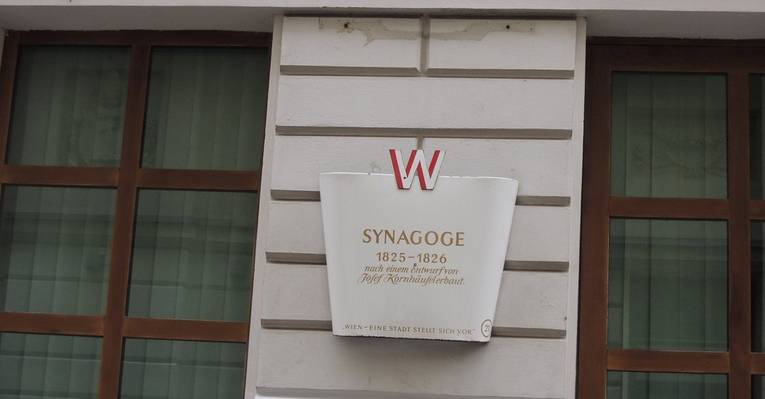 W
SYNAGOGE
1825-1826
nach einem Entwurf von
Josef Kornhäusel erbaut.
„WIEN - EINE STADT STELLT SICH VOR"